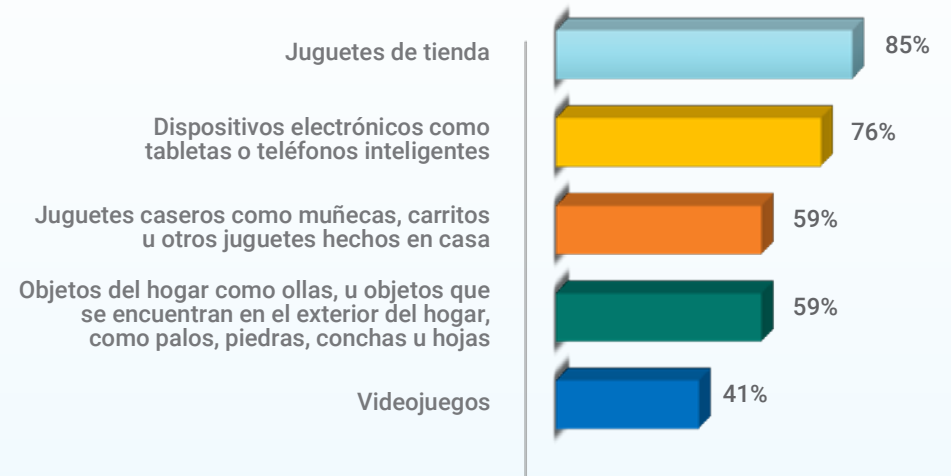 Juguetes de tienda
85%
Dispositivos electrónicos como
tabletas o teléfonos inteligentes
76%
Juguetes caseros como muñecas, carritos
u otros juguetes hechos en casa
59%
Objetos del hogar como ollas, u objetos que
se encuentran en el exterior del hogar,
como palos, piedras, conchas u hojas
59%
Videojuegos
41%